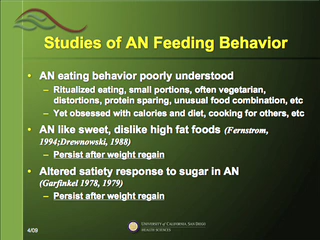 Studies of AN Feeding Behavior
• AN eating behavior poorly understood
– Ritualized eating, small portions, often vegetarian,
distortions, protein sparing, unusual food combination, etc
– Yet obsessed with calories and diet, cooking for others, etc
• AN like sweet, dislike high fat foods (Fernstrom,
1994;Drewnowski, 1988)
– Persist after weight regain
• Altered satiety response to sugar in AN
(Garfinkel 1978, 1979)
– Persist after weight regain
4/09
UNIVERSITY OF CALIFORNIA, SAN DIEGO
HEALTH SCIENCES